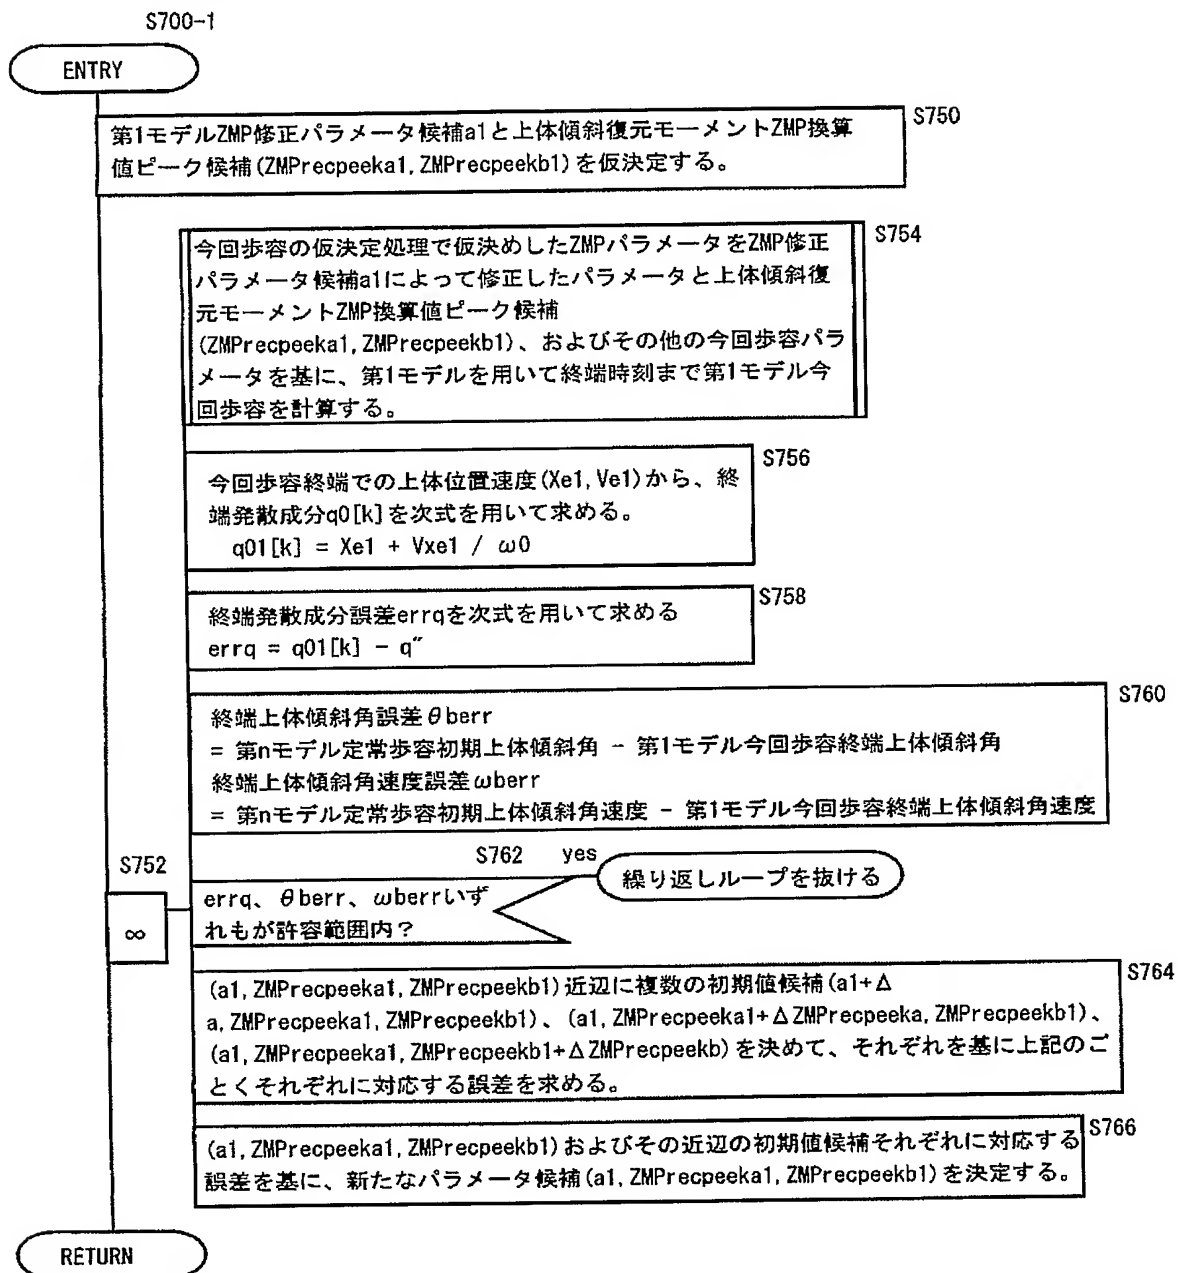 S700-1
ENTRY
S750
第1モデルZMP修正パラメータ候補a1と上体傾斜復元モーメントZMP換算
値ピーク候補(ZMPrecpeeka1, ZMPrecpeekb1)を仮決定する。
S754
今回歩容の仮決定処理で仮決めしたZMPパラメータをZMP修正
パラメータ候補a1によって修正したパラメータと上体傾斜復
元モーメントZMP換算値ピーク候補
(ZMPrecpeeka1, ZMPrecpeekb1)、およびその他の今回歩容パラ
メータを基に、第1モデルを用いて終端時刻まで第1モデル今
回歩容を計算する。
S756
今回歩容終端での上体位置速度(Xe1, Ve1)から、終
端発散成分q0[k]を次式を用いて求める。
q01[k] = Xe1 + Vxe1 / ω0
S758
終端発散成分誤差errqを次式を用いて求める
errq = q01[k] - q″
S760
終端上体傾斜角誤差θberr
= 第nモデル定常歩容初期上体傾斜角 - 第1モデル今回歩容終端上体傾斜角
終端上体傾斜角速度誤差ωberr
= 第nモデル定常歩容初期上体傾斜角速度 - 第1モデル今回歩容終端上体傾斜角速度
S752
∞
S762 yes
errq、θberr、ωberrいず
れもが許容範囲内？
繰り返しループを抜ける
S764
(a1, ZMPrecpeeka1, ZMPrecpeekb1)近辺に複数の初期値候補(a1+Δ
a, ZMPrecpeeka1, ZMPrecpeekb1)、(a1, ZMPrecpeeka1+ΔZMPrecpeeka, ZMPrecpeekb1)、
(a1, ZMPrecpeeka1, ZMPrecpeekb1+ΔZMPrecpeekb)を決めて、それぞれを基に上記のご
とくそれぞれに対応する誤差を求める。
S766
(a1, ZMPrecpeeka1, ZMPrecpeekb1)およびその近辺の初期値候補それぞれに対応する
誤差を基に、新たなパラメータ候補(a1, ZMPrecpeeka1, ZMPrecpeekb1)を決定する。
RETURN